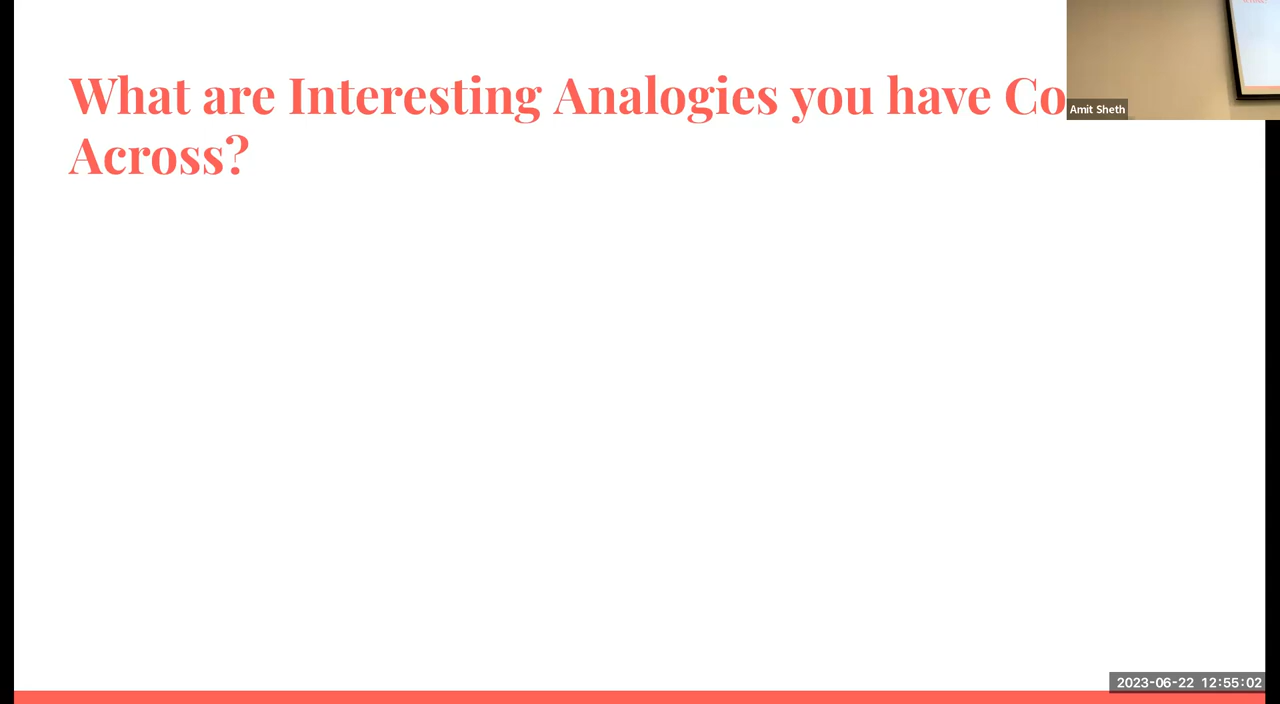 What are Interesting Analogies you have Co
Across?
Amit Sheth
2023-06-22 12:55:02